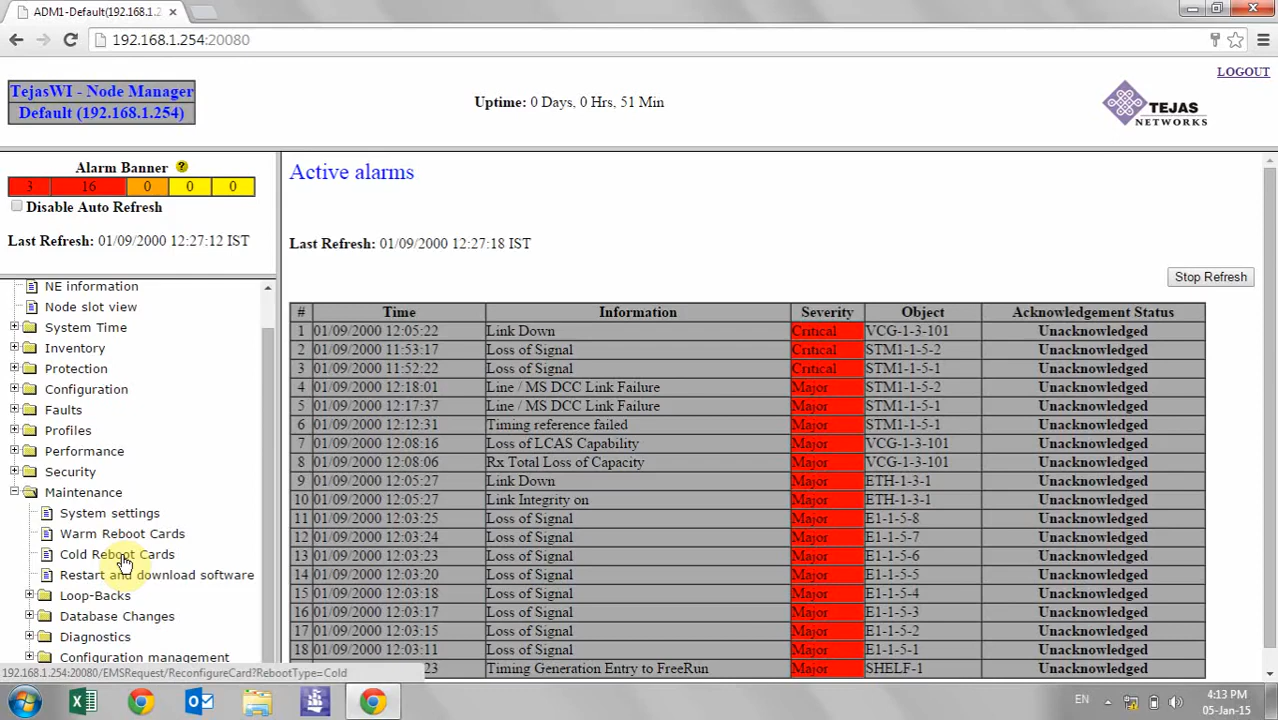 ADM1-Default(192.168.1.2
192.168.1.254:20080
LOGOUT
TejasWI - Node Manager
Default (192.168.1.254)
Uptime: 0 Days, 0 Hrs, 51 Min
TEJAS
NETWORKS
Alarm Banner
3 16 0 0 0
Disable Auto Refresh
Last Refresh: 01/09/2000 12:27:12 IST
NE information
Node slot view
System Time
Inventory
Protection
Configuration
Faults
Profiles
Performance
Security
Maintenance
System settings
Warm Reboot Cards
Cold Reboot Cards
Restart and download software
Loop-Backs
Database Changes
Diagnostics
Configuration management
Active alarms
Last Refresh: 01/09/2000 12:27:18 IST
Stop Refresh
# Time Information Severity Object Acknowledgement Status
1 01/09/2000 12:05:22 Link Down Critical VCG-1-3-101 Unacknowledged
2 01/09/2000 11:53:17 Loss of Signal Critical STM1-1-5-2 Unacknowledged
3 01/09/2000 11:52:22 Loss of Signal Critical STM1-1-5-1 Unacknowledged
4 01/09/2000 12:18:01 Line / MS DCC Link Failure Major STM1-1-5-2 Unacknowledged
5 01/09/2000 12:17:37 Line / MS DCC Link Failure Major STM1-1-5-1 Unacknowledged
6 01/09/2000 12:12:31 Timing reference failed Major STM1-1-5-1 Unacknowledged
7 01/09/2000 12:08:16 Loss of LCAS Capability Major VCG-1-3-101 Unacknowledged
8 01/09/2000 12:08:06 Rx Total Loss of Capacity Major VCG-1-3-101 Unacknowledged
9 01/09/2000 12:05:27 Link Down Major ETH-1-3-1 Unacknowledged
10 01/09/2000 12:05:27 Link Integrity on Major ETH-1-3-1 Unacknowledged
11 01/09/2000 12:03:25 Loss of Signal Major E1-1-5-8 Unacknowledged
12 01/09/2000 12:03:24 Loss of Signal Major E1-1-5-7 Unacknowledged
13 01/09/2000 12:03:23 Loss of Signal Major E1-1-5-6 Unacknowledged
14 01/09/2000 12:03:20 Loss of Signal Major E1-1-5-5 Unacknowledged
15 01/09/2000 12:03:18 Loss of Signal Major E1-1-5-4 Unacknowledged
16 01/09/2000 12:03:17 Loss of Signal Major E1-1-5-3 Unacknowledged
17 01/09/2000 12:03:15 Loss of Signal Major E1-1-5-2 Unacknowledged
18 01/09/2000 12:03:11 Loss of Signal Major E1-1-5-1 Unacknowledged
23 Timing Generation Entry to FreeRun Major SHELF-1 Unacknowledged
192.168.1.254:20080/EMSRequest/ReconfigureCard?RebootType=Cold
EN
4:13 PM
05-Jan-15